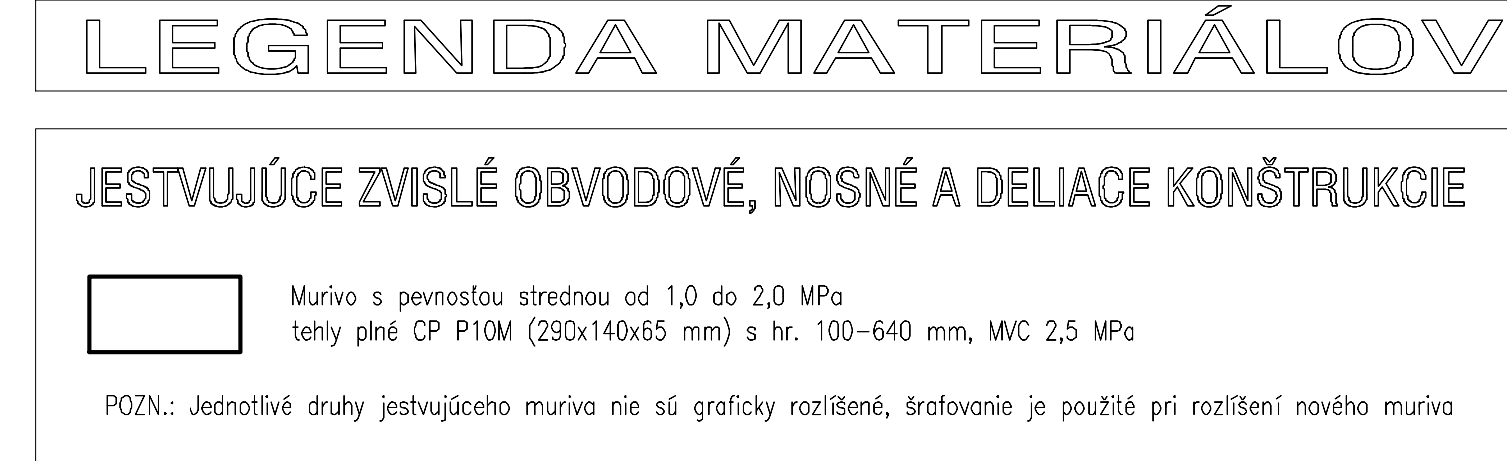 LEGENDA MATERIÁLOV
JESTVUJÚCE ZVISLÉ OBVODOVÉ, NOSNÉ A DELIACE KONŠTRUKCIE
Murivo s pevnosťou strednou od 1,0 do 2,0 MPa
tehly plné CP P10M (290x140x65 mm) s hr. 100-640 mm, MVC 2,5 MPa
POZN.: Jednotlivé druhy jestvujúceho muriva nie sú graficky rozlíšené, šrafovanie je použité pri rozlíšení nového muriva